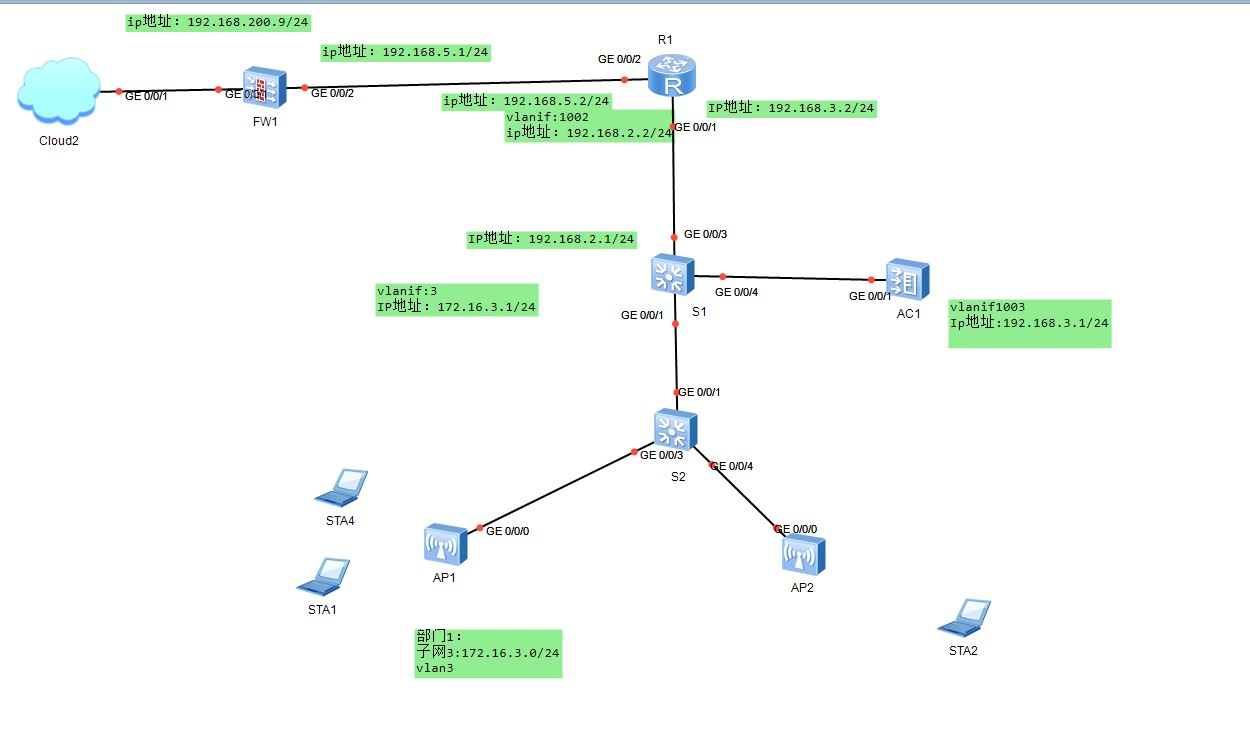 ip地址：192.168.200.9/24
ip地址：192.168.5.1/24
R1
GE 0/0/2
GE 0/0/1
GE 0/0/2
FW1
Cloud2
ip地址：192.168.5.2/24
IP地址：192.168.3.2/24
vlanif:1002
ip地址：192.168.2.2/24
GE 0/0/1
IP地址：192.168.2.1/24
GE 0/0/3
vlanif:3
IP地址：172.16.3.1/24
GE 0/0/4
GE 0/0/1
GE 0/0/1
S1
AC1
vlanif1003
Ip地址:192.168.3.1/24
GE 0/0/1
GE 0/0/3
GE 0/0/4
S2
STA4
GE 0/0/0
GE 0/0/0
AP1
AP2
STA1
部门1：
子网3:172.16.3.0/24
vlan3
STA2